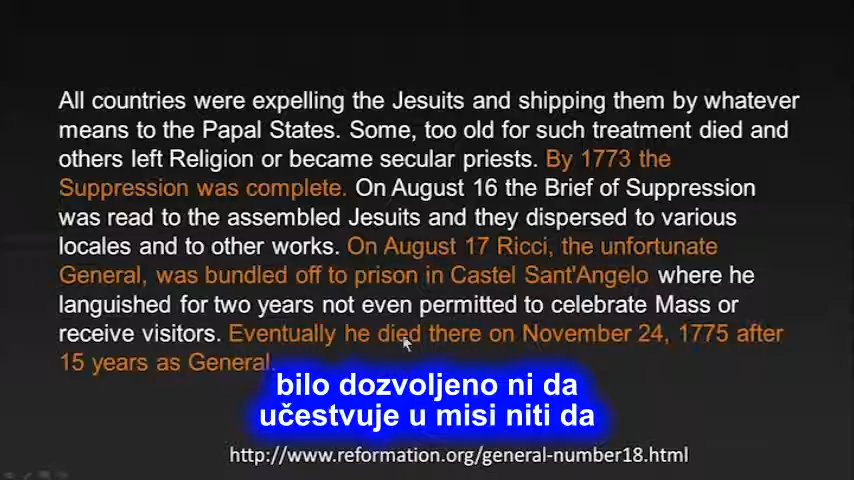 All countries were expelling the Jesuits and shipping them by whatever
means to the Papal States. Some, too old for such treatment died and
others left Religion or became secular priests. By 1773 the
Suppression was complete. On August 16 the Brief of Suppression
was read to the assembled Jesuits and they dispersed to various
locales and to other works. On August 17 Ricci, the unfortunate
General, was bundled off to prison in Castel Sant'Angelo where he
languished for two years not even permitted to celebrate Mass or
receive visitors. Eventually he died there on November 24, 1775 after
15 years as General.
bilo dozvoljeno ni da
učestvuje u misi niti da
http://www.reformation.org/general-number18.html